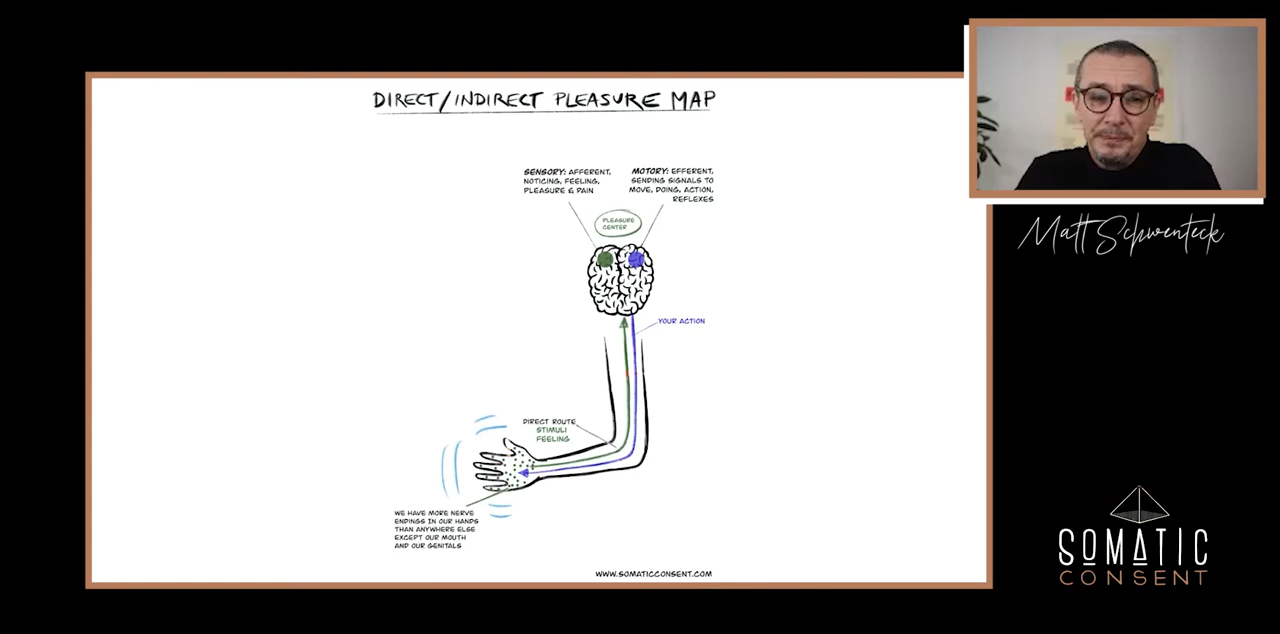 DIRECT/INDIRECT PLEASURE MAP
SENSORY: AFFERENT,
NOTICING, FEELING,
PLEASURE & PAIN
MOTORY: EFFERENT,
SENDING SIGNALS TO
MOVE, DOING, ACTION,
REFLEXES
PLEASURE
CENTER
YOUR ACTION
DIRECT ROUTE
STIMULI
FEELING
WE HAVE MORE NERVE
ENDINGS IN OUR HANDS
THAN ANYWHERE ELSE
EXCEPT OUR MOUTH
AND OUR GENITALS
WWW.SOMATICCONSENT.COM
Matt Schwenteck
SOMATIC
CONSENT